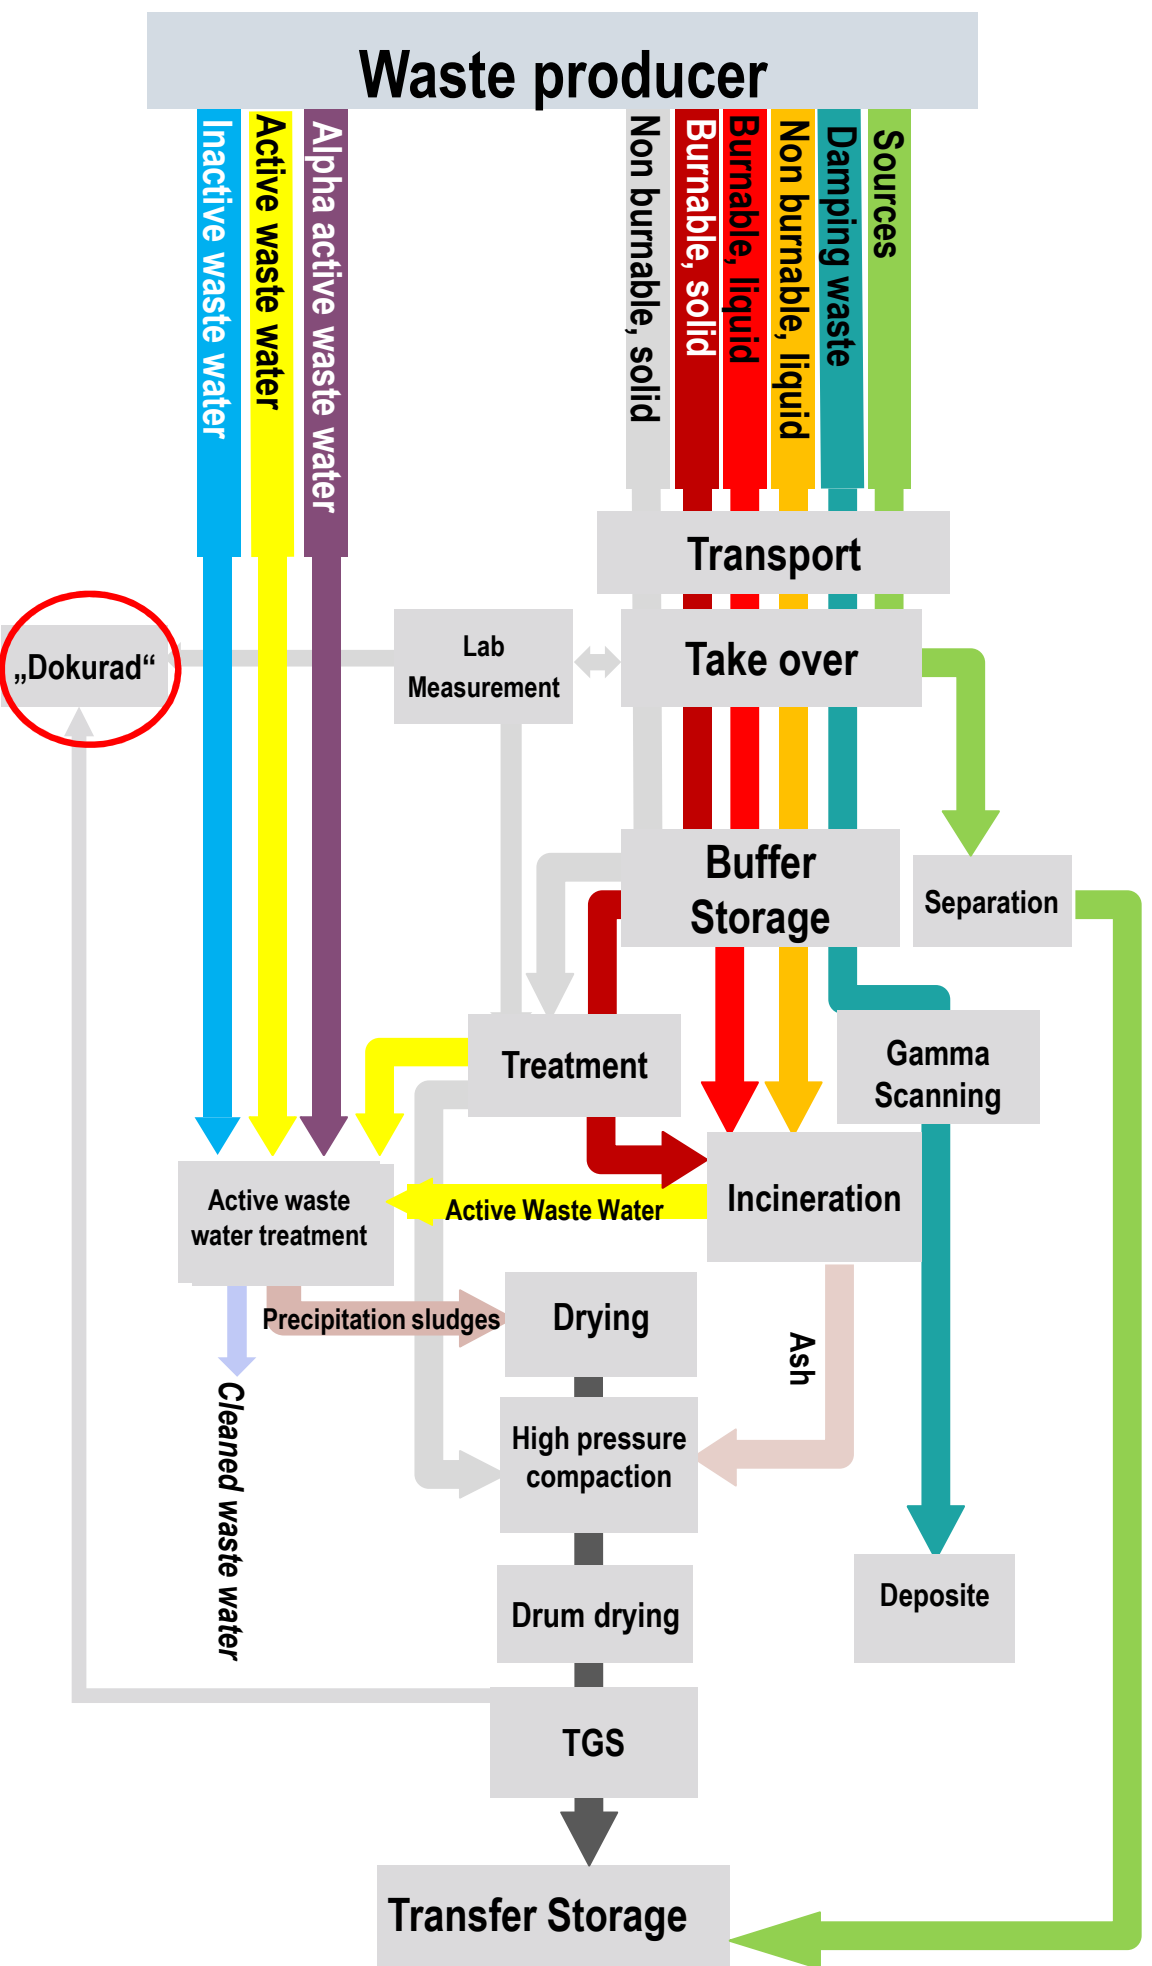 Waste producer
Inactive waste water
Active waste water
Alpha active waste water
Non burnable, solid
Burnable, solid
Burnable, liquid
Non burnable, liquid
Damping waste
Sources
Transport
„Dokurad“
Lab
Measurement
Take over
Buffer
Storage
Separation
Treatment
Gamma
Scanning
Active waste
water treatment
Active Waste Water
Incineration
Precipitation sludges
Drying
Ash
Cleaned waste water
High pressure
compaction
Drum drying
Deposite
TGS
Transfer Storage